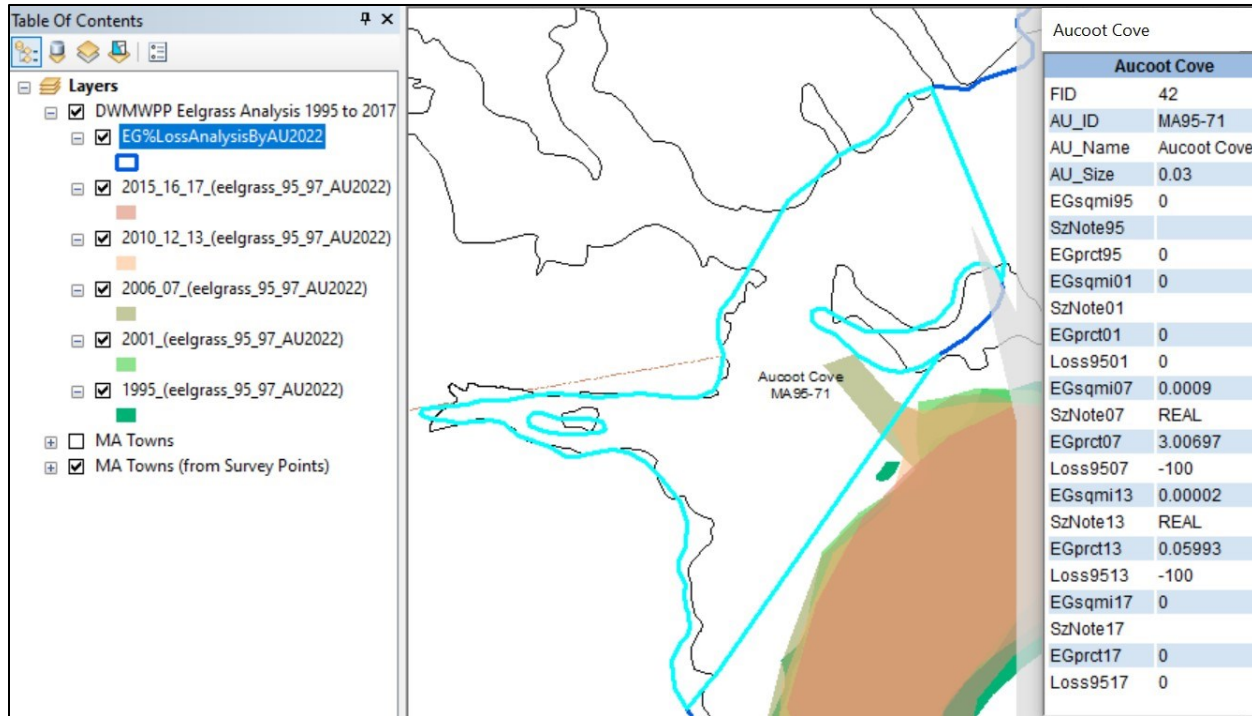 Table Of Contents
Layers
DWMWPP Eelgrass Analysis 1995 to 2017
EG%LossAnalysisByAU2022
2015_16_17_(eelgrass_95_97_AU2022)
2010_12_13_(eelgrass_95_97_AU2022)
2006_07_(eelgrass_95_97_AU2022)
2001_(eelgrass_95_97_AU2022)
1995_(eelgrass_95_97_AU2022)
MA Towns
MA Towns (from Survey Points)
Aucoot Cove
MA95-71
Aucoot Cove
Aucoot Cove
FID 42
AU_ID MA95-71
AU_Name Aucoot Cove
AU_Size 0.03
EGsqmi95 0
SzNote95
EGprct95 0
EGsqmi01 0
SzNote01
EGprct01 0
Loss9501 0
EGsqmi07 0.0009
SzNote07 REAL
EGprct07 3.00697
Loss9507 -100
EGsqmi13 0.00002
SzNote13 REAL
EGprct13 0.05993
Loss9513 -100
EGsqmi17 0
SzNote17
EGprct17 0
Loss9517 0